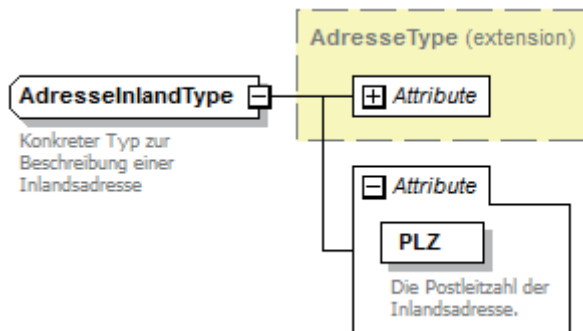 AdresseType (extension)
AdresseInlandType
Attribute
Konkreter Typ zur
Beschreibung einer
Inlandsadresse
Attribute
PLZ
Die Postleitzahl der
Inlandsadresse.